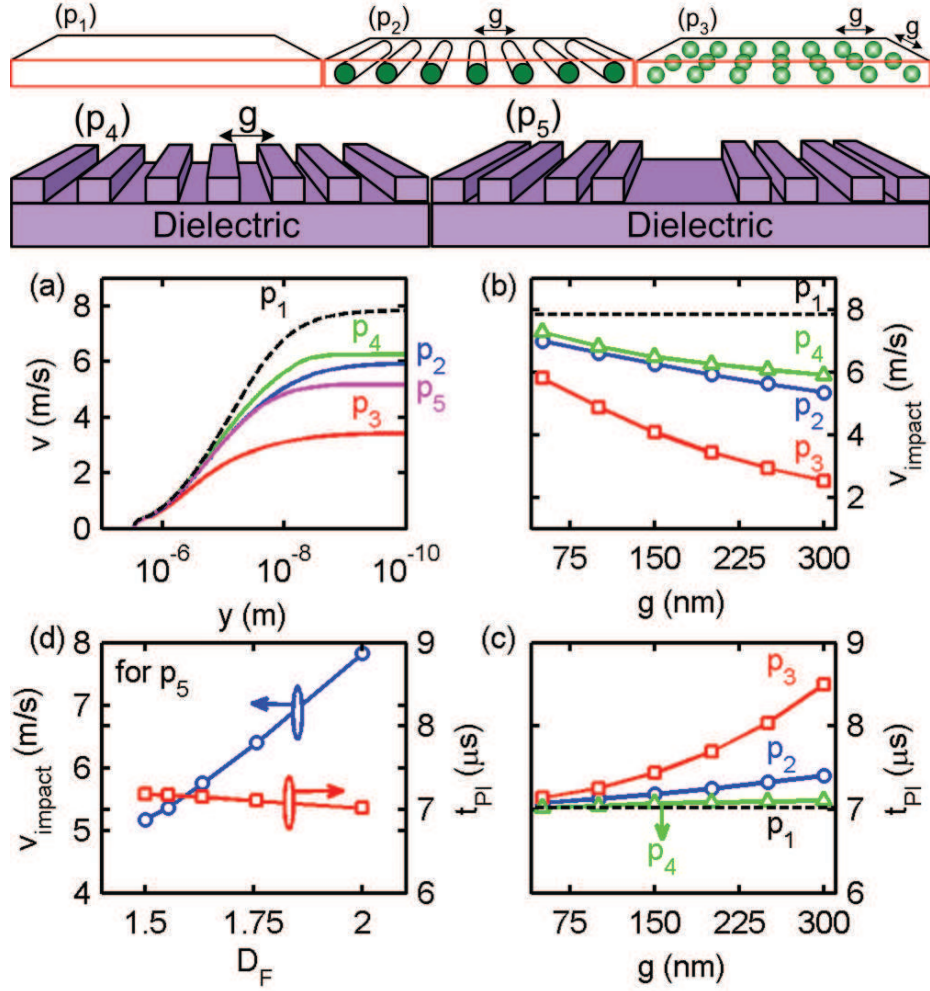 (p1) (p2) g (p3) g g
(p4) g (p5)
Dielectric Dielectric
(a) p1 p4 p2 p5 p3
v (m/s)
8 6 4 2 0
10^-6 10^-8 10^-10
y (m)
(b) p1 p4 p2 p3
v_impact (m/s)
8 6 4 2
75 150 225 300
g (nm)
(d) for p5
v_impact (m/s)
8 7 6 5 4
t_PI (μs)
9 8 7 6
1.5 1.75 2
D_F
(c) p3 p2 p1 p4
t_PI (μs)
9 8 7 6
75 150 225 300
g (nm)